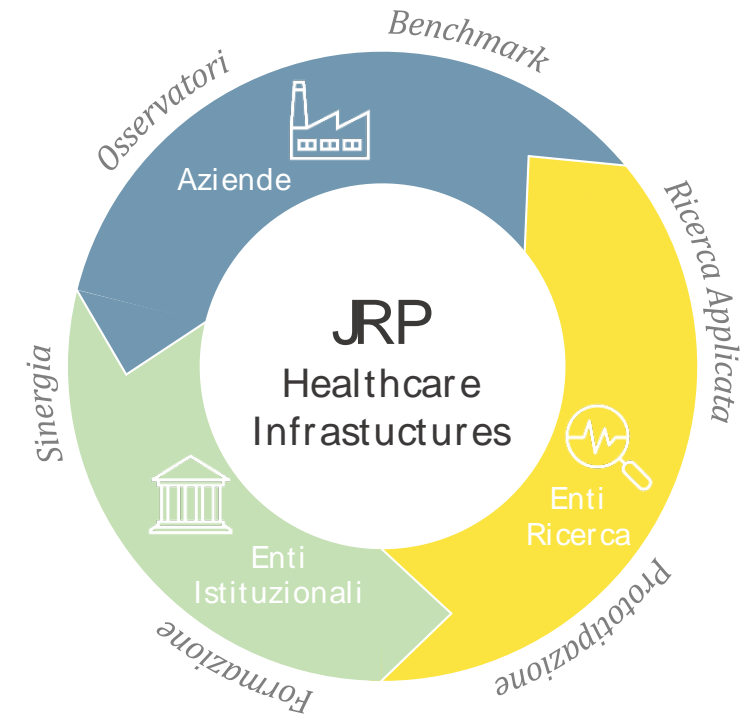 Benchmark
Osservatori
Aziende
Ricerca Applicata
JRP
Healthcare
Infrastuctures
Sinergia
Enti
Ricerca
Enti
Istituzionali
Prototipazione
Formazione